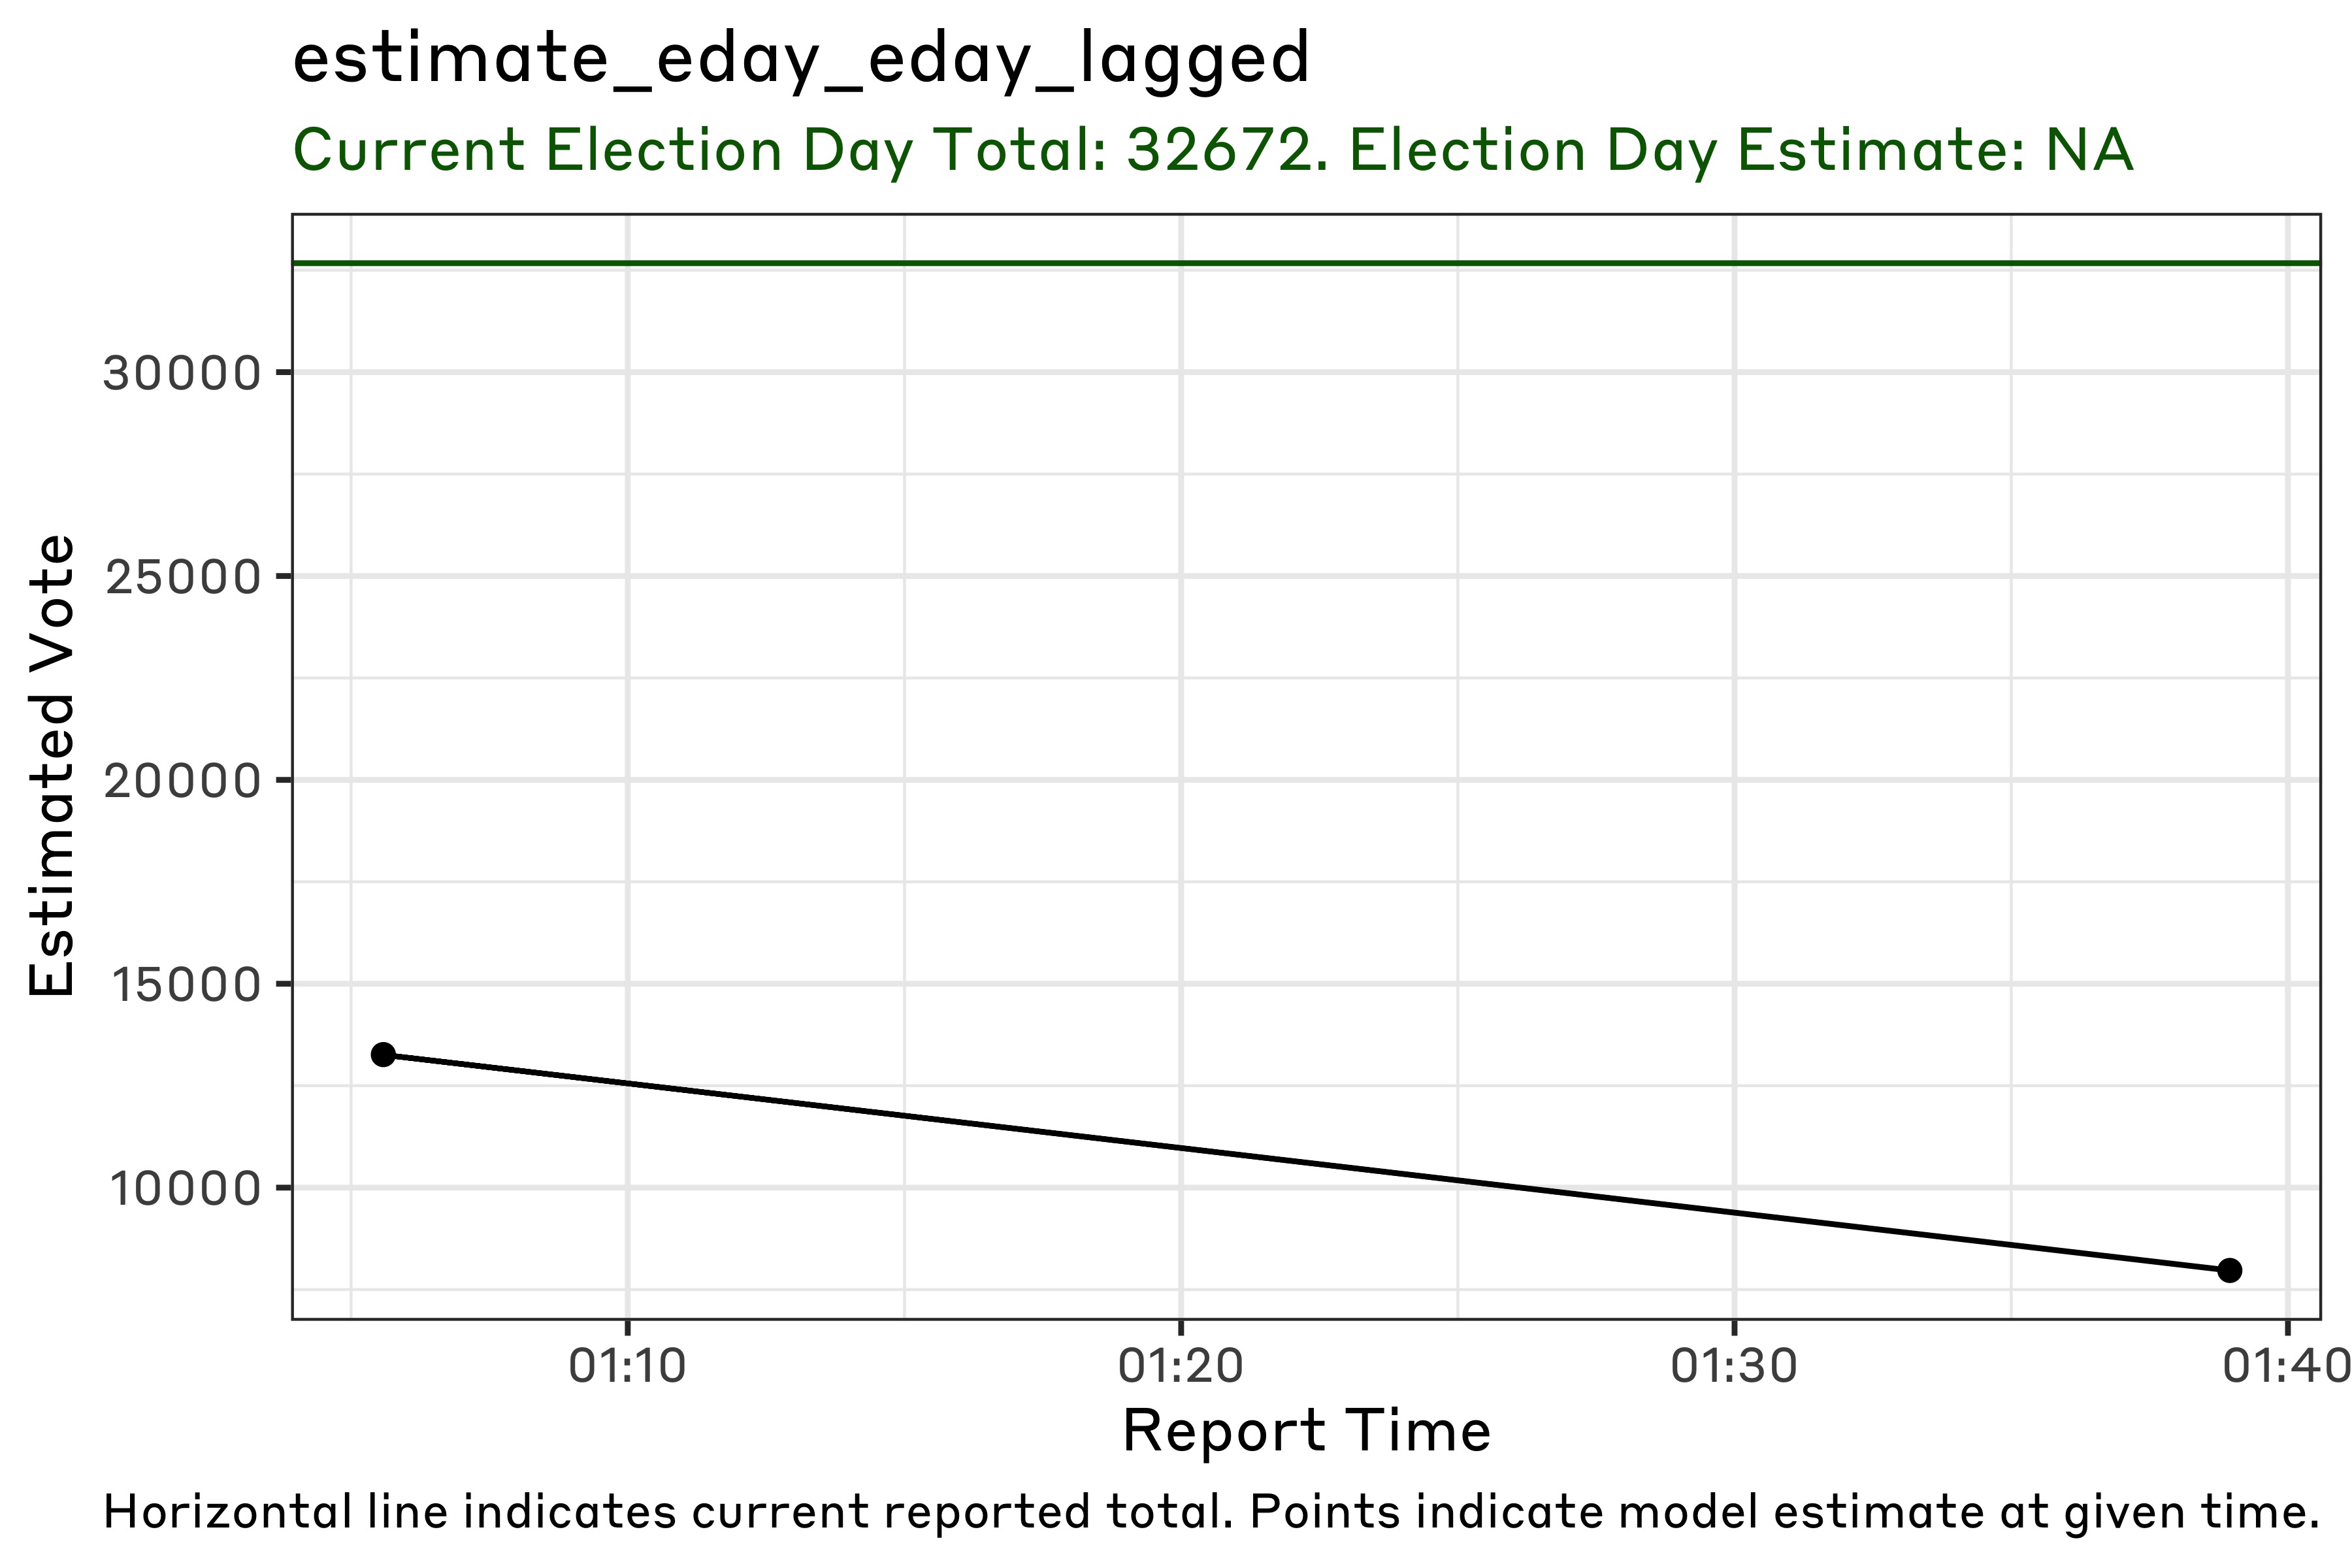 estimate_eday_eday_lagged
Current Election Day Total: 32672. Election Day Estimate: NA
Estimated Vote
30000
25000
20000
15000
10000
01:10 01:20 01:30 01:40
Report Time
Horizontal line indicates current reported total. Points indicate model estimate at given time.